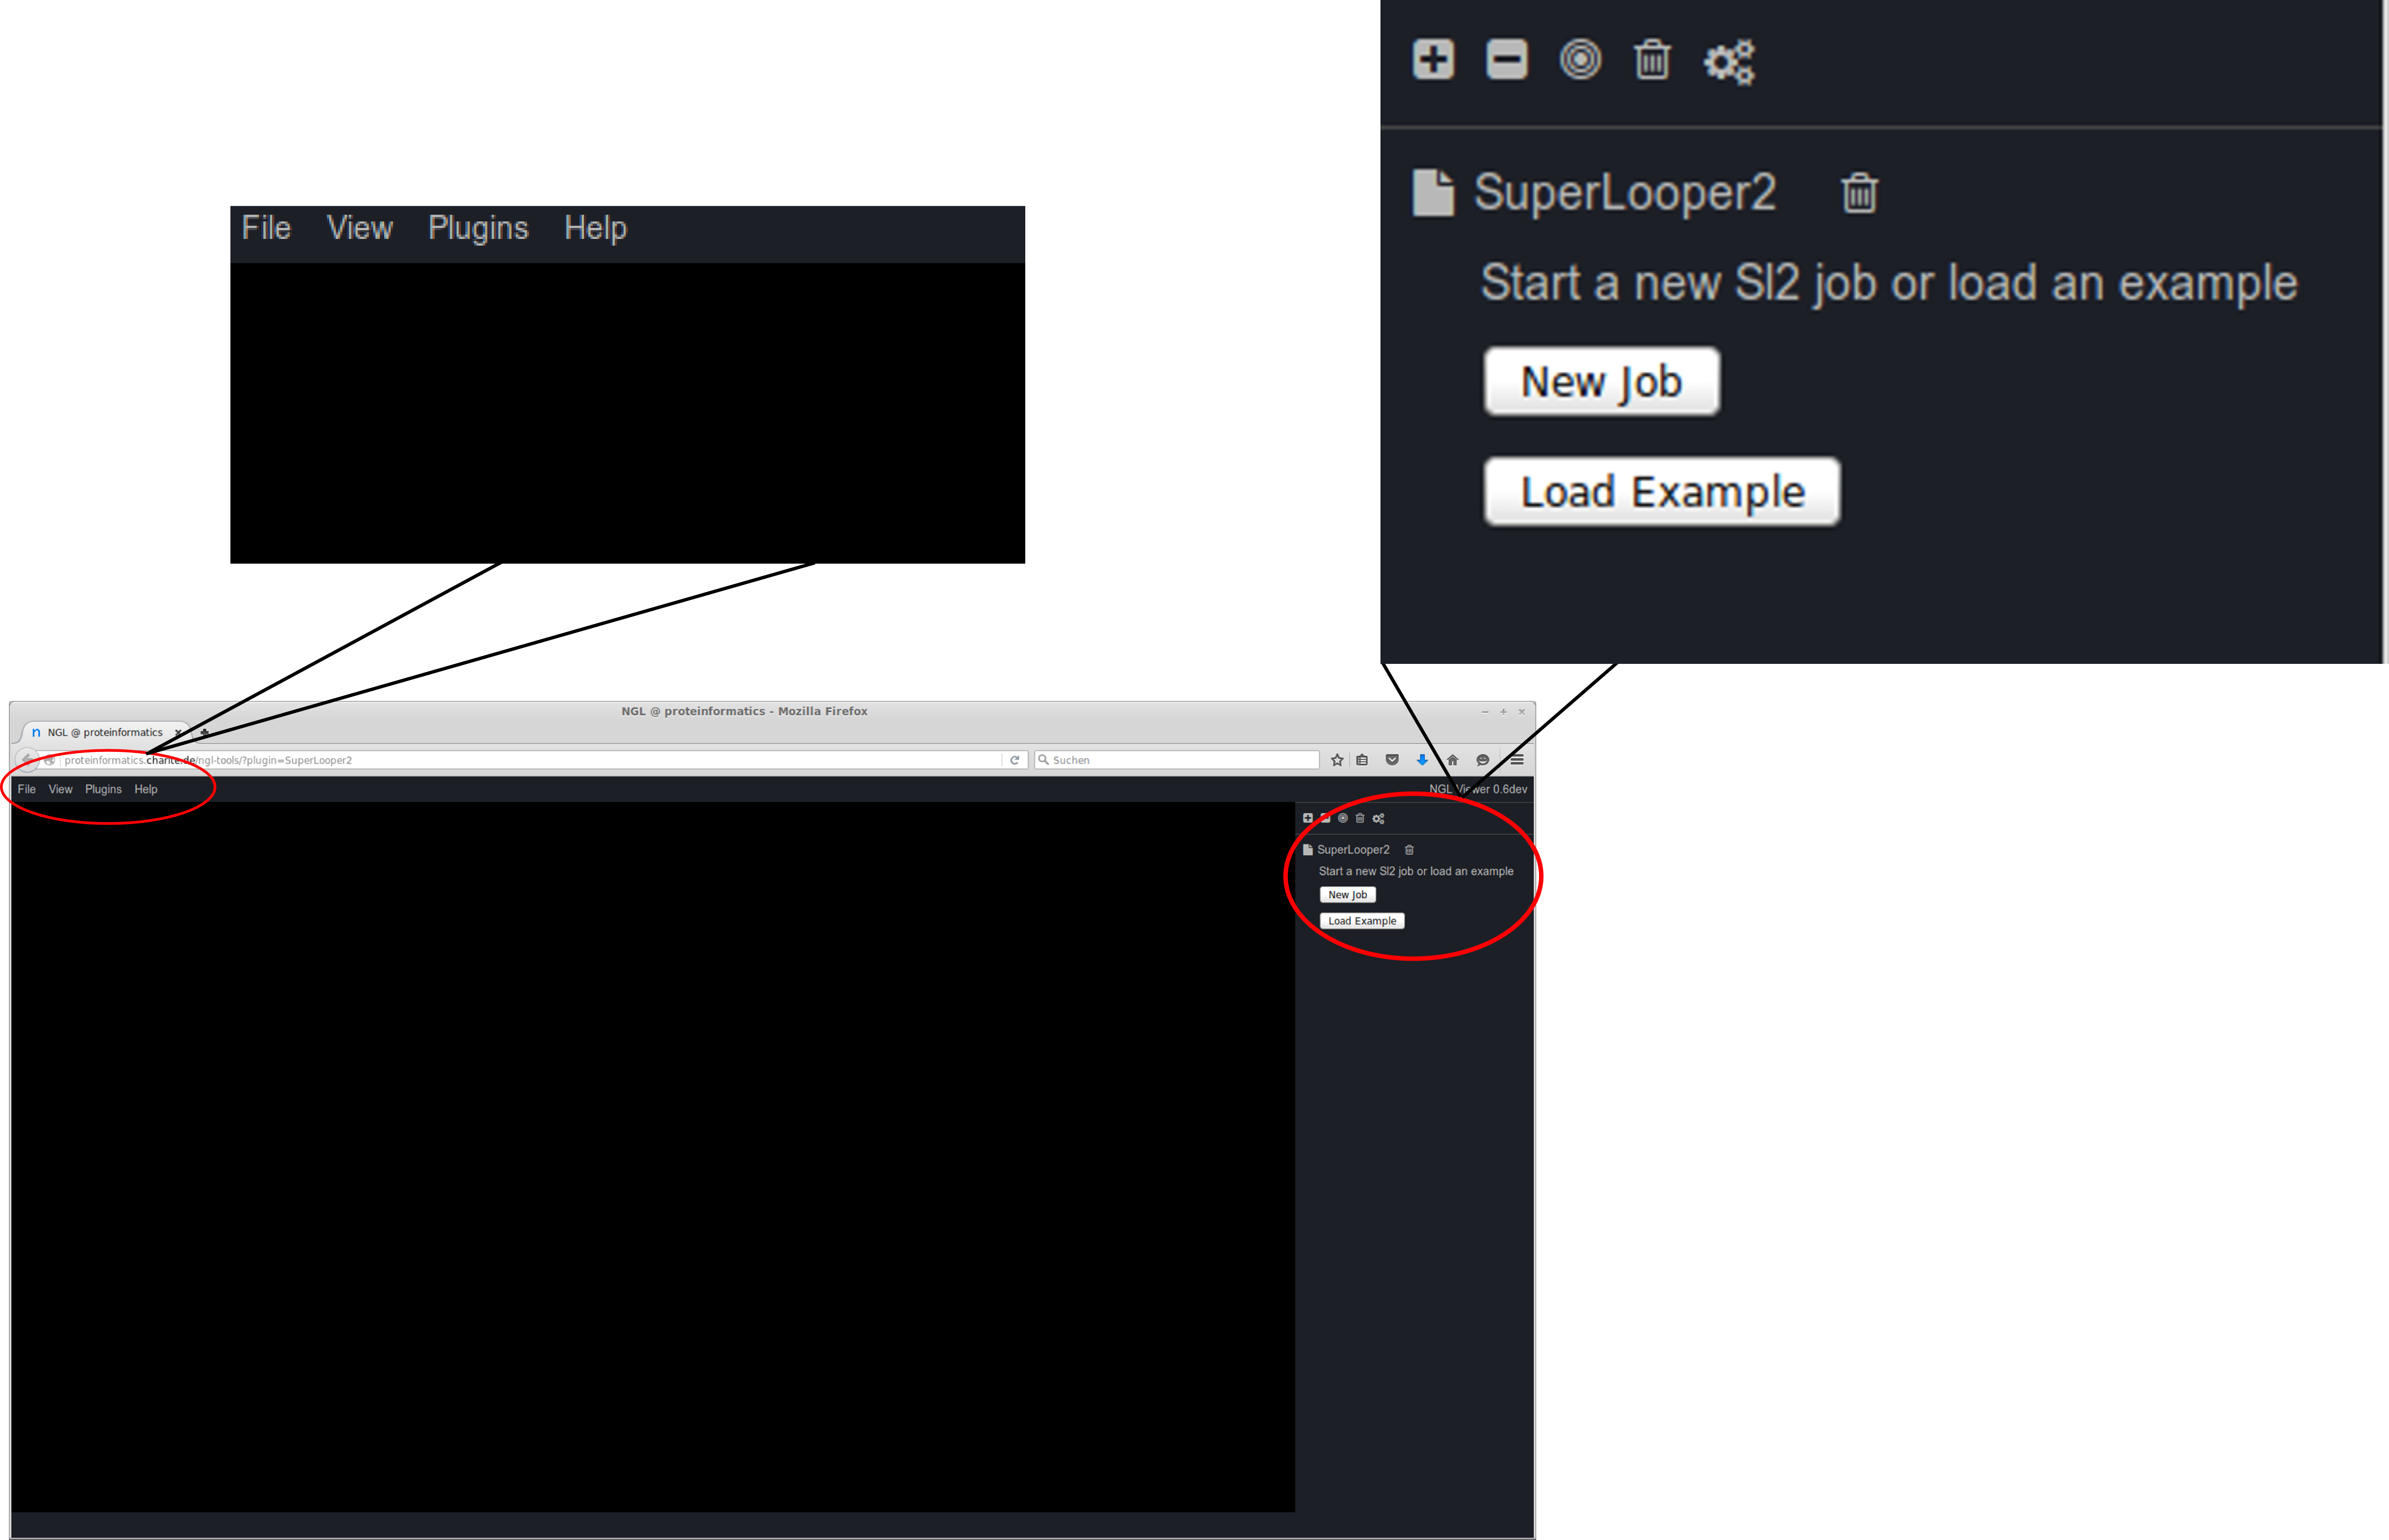 File View Plugins Help
SuperLooper2
Start a new Sl2 job or load an example
New Job
Load Example
NGL @ proteinformatics - Mozilla Firefox
n NGL @ proteinformatics
proteinformatics.charite.de/ngl-tools/?plugin=SuperLooper2
Suchen
File View Plugins Help
NGL Viewer 0.6dev
SuperLooper2
Start a new Sl2 job or load an example
New Job
Load Example